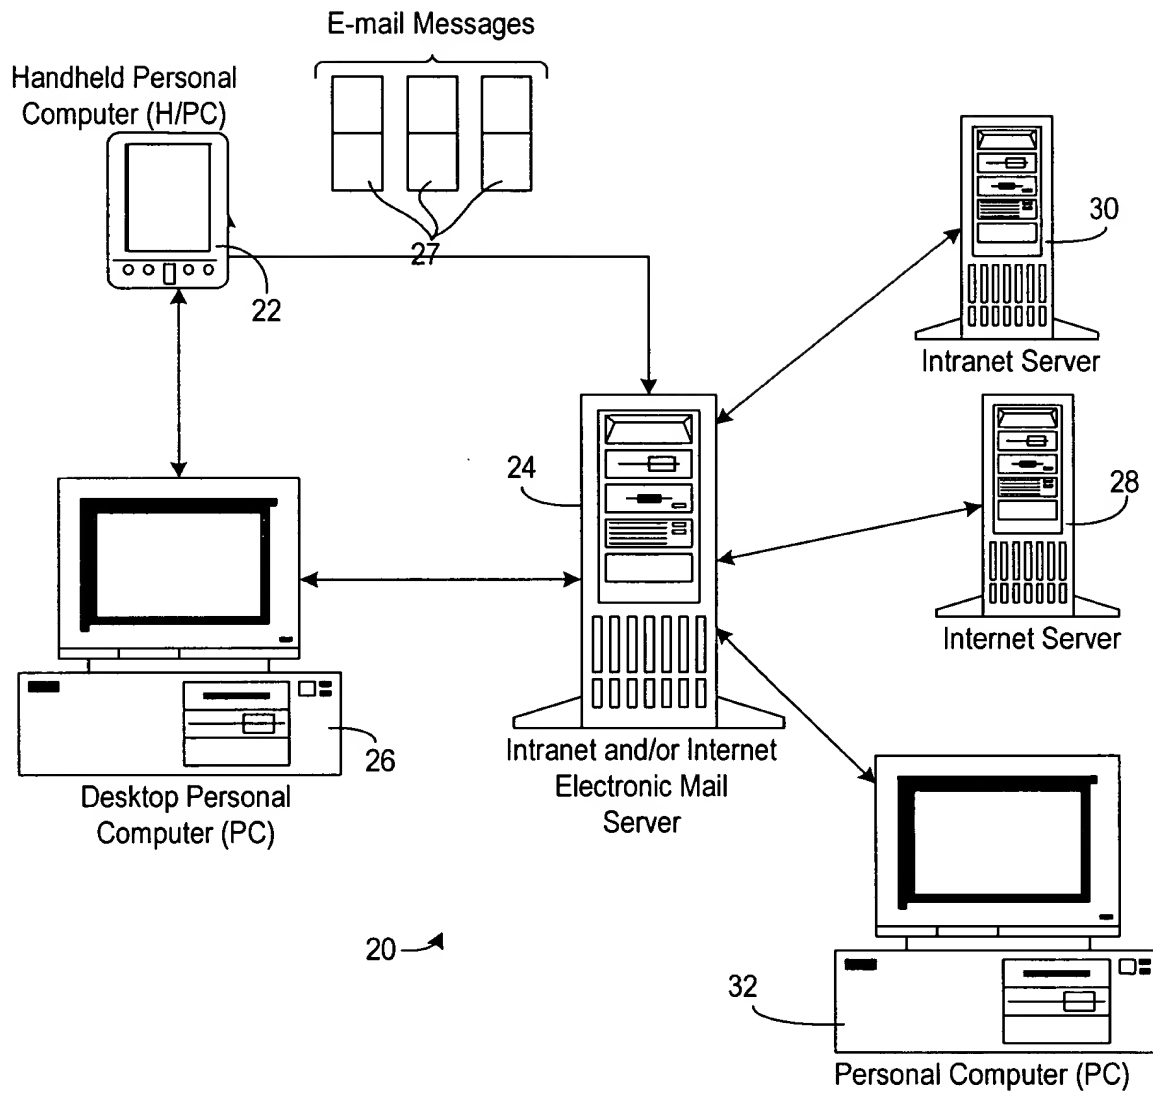 E-mail Messages
Handheld Personal
Computer (H/PC)
27
30
22
Intranet Server
24
28
Internet Server
26
Intranet and/or Internet
Electronic Mail
Server
Desktop Personal
Computer (PC)
20
32
Personal Computer (PC)